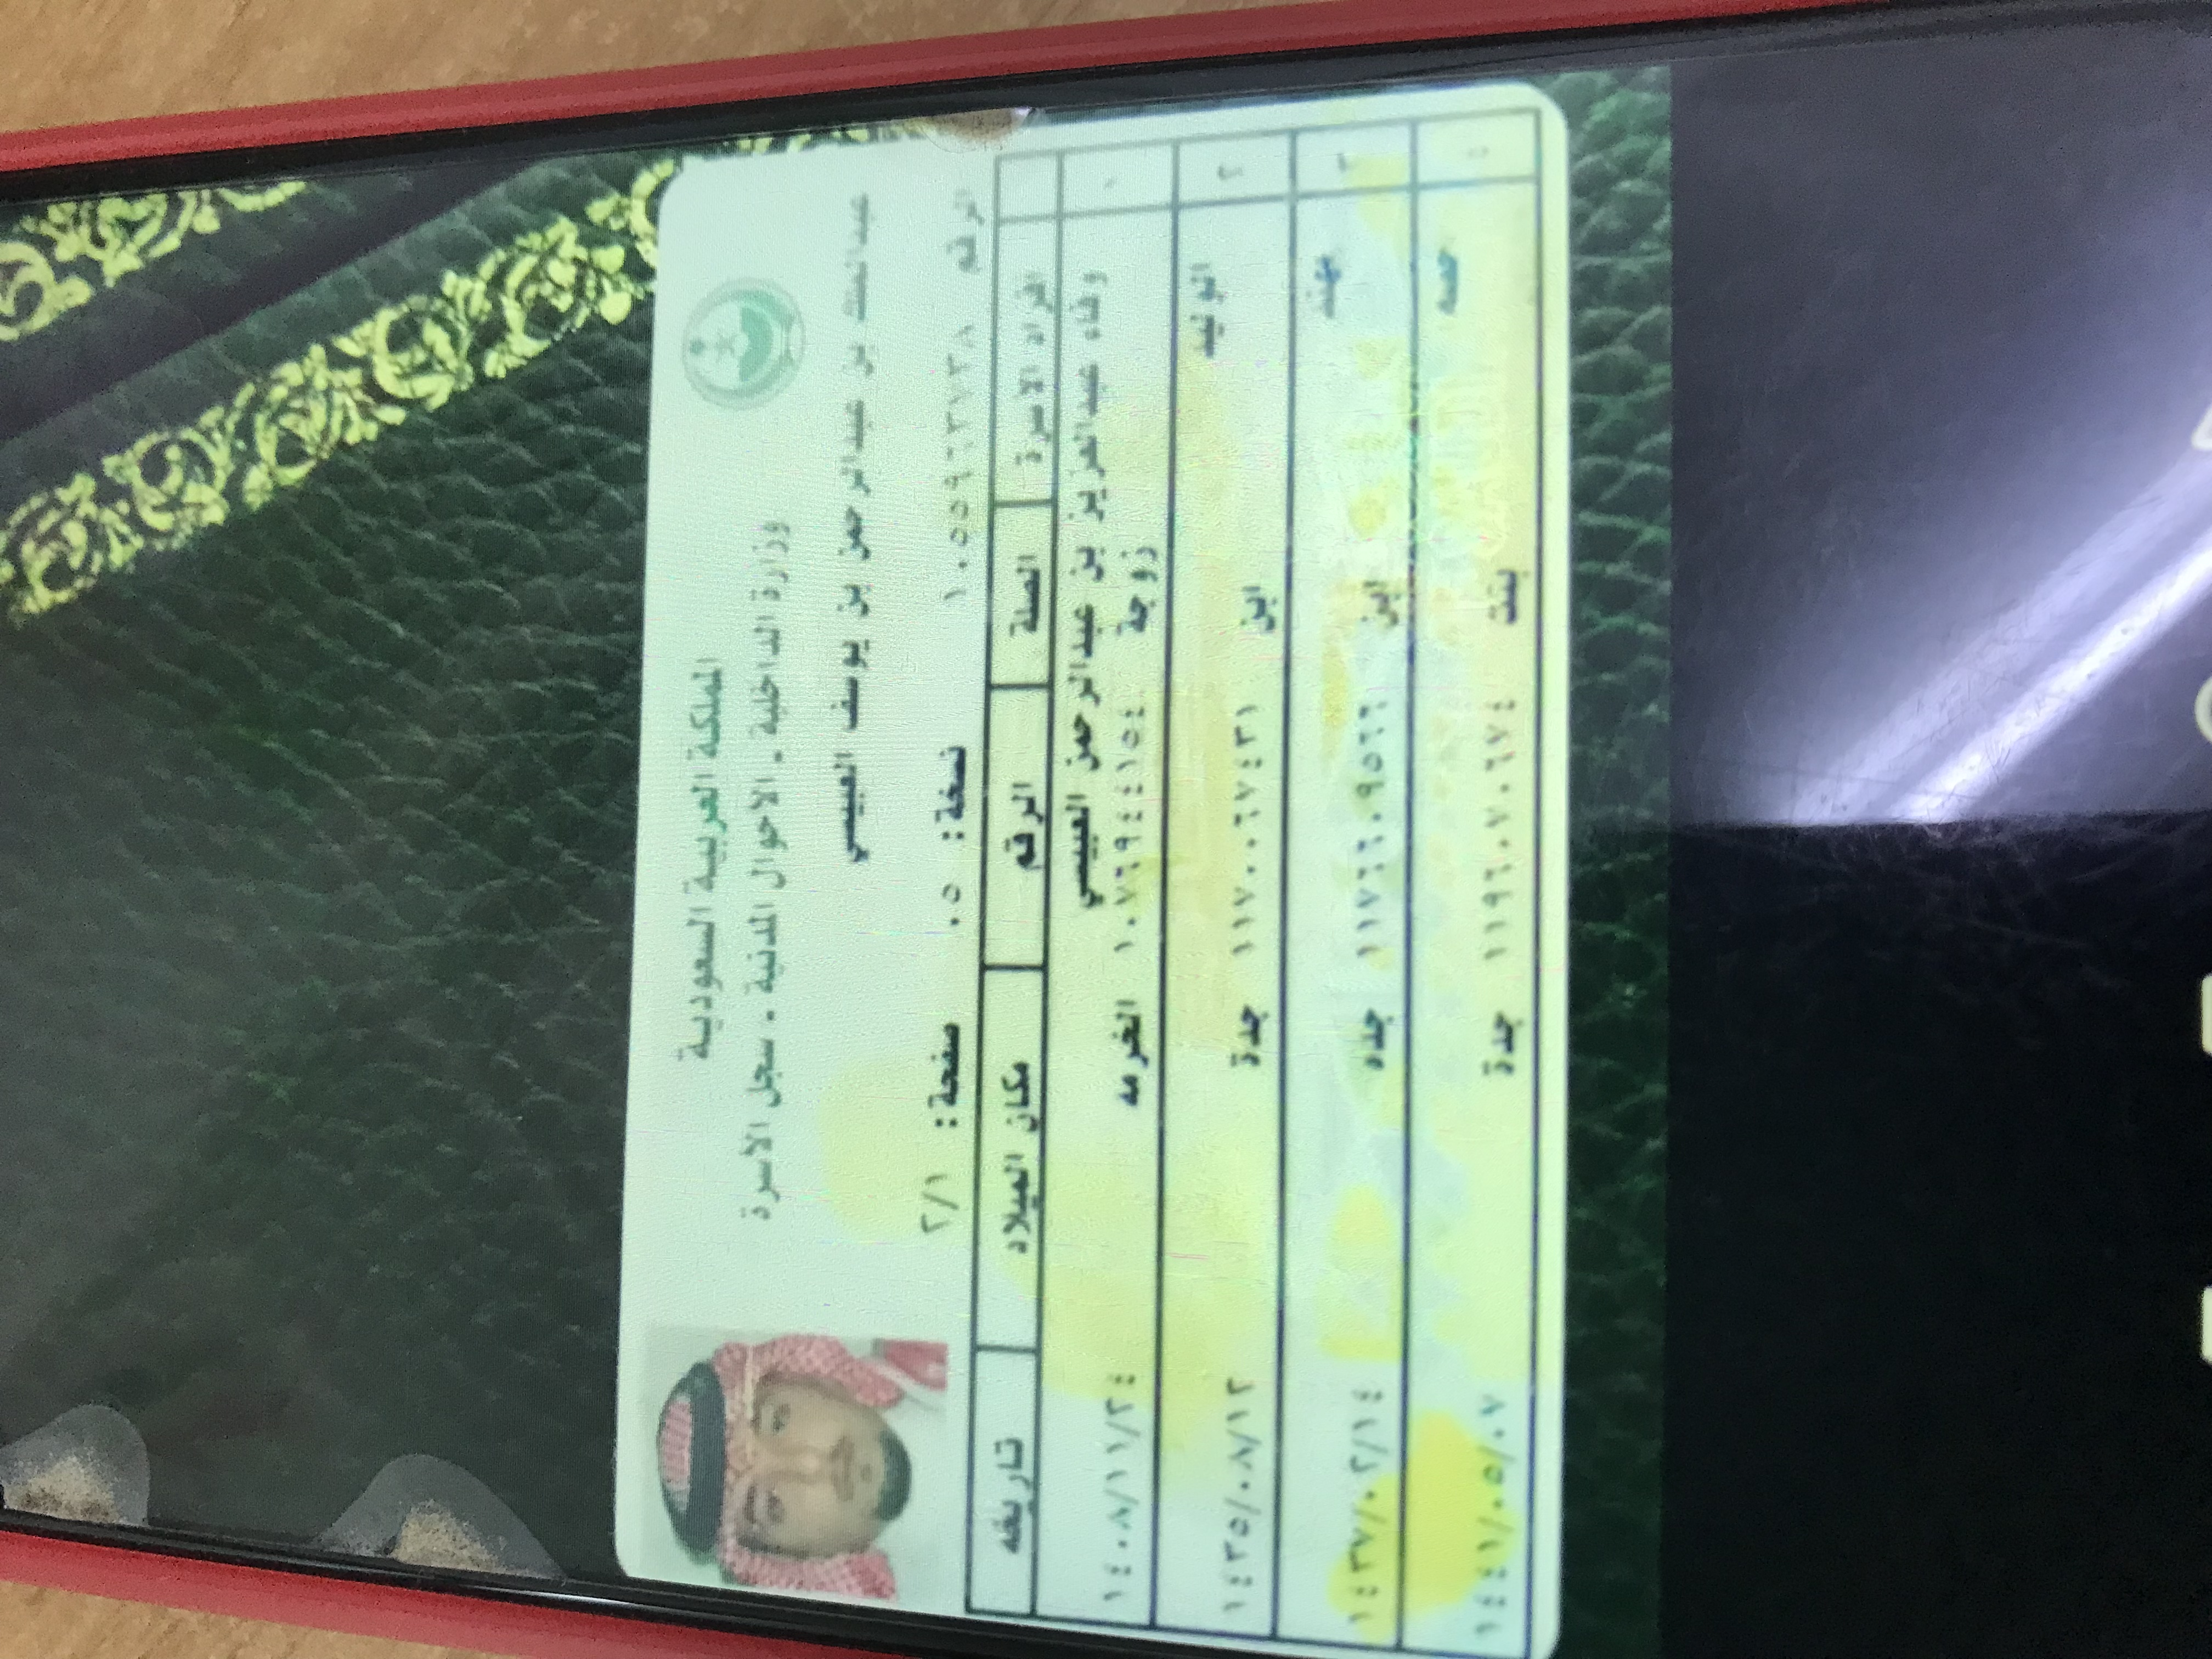 المملكة العربية السعودية
وزارة الداخلية - الأحوال المدنية - سجل الأسرة
عبدالملك بن عبدالرحمن بن يوسف العبيسي
الرقم ١٠٥٥٩٦٣٧٣٨ نسخة: ٠٥ صفحة: ٢/١
افراد الأسرة الصلة الرقم مكان الميلاد تاريخه
١ وفاء عبدالعزيز بن عبدالرحمن العبيسي
زوجة ١٠٧٦٩٤٤١٥٤ الخرمه ١٤٠٨/١١/٢٤
٢ الوليد
ابن ١١٧٠٠٦٧٤٣١ جدة ١٤٣٥/٠٨/١٢
٣ مهند
ابن ١١٧٦٦٠٩٥٦٦ جده ١٤٣٧/٠٢/١٤
٤ حصه
بنت ١١٩٦٠٧٠٦٧٤ جدة ١٤٤١/٠٥/٠٧